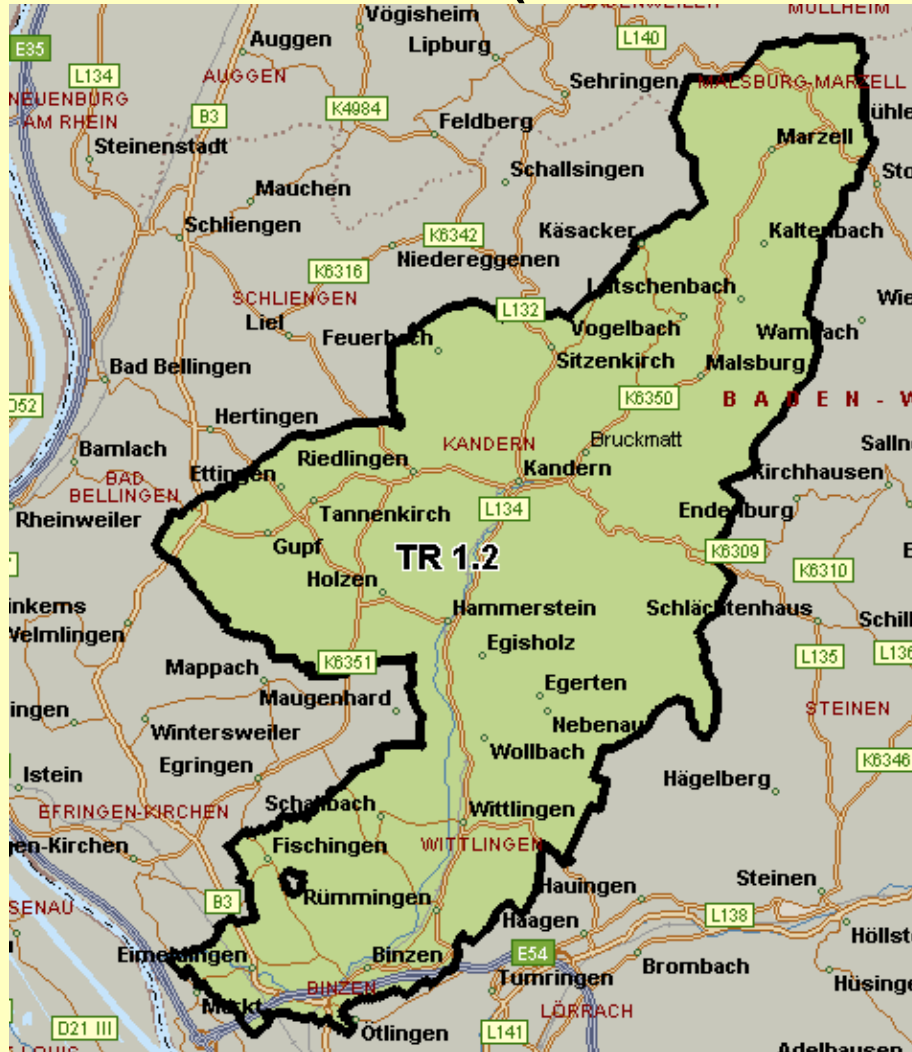 Vögisheim
MÜLLHEIM
E35
Auggen
Lipburg
L140
L134
AUGGEN
Sehringen
MALSBURG-MARZELL
NEUENBURG
AM RHEIN
B3
K4984
Feldberg
Marzell
Steinenstadt
Schallsingen
Mauchen
Schliengen
K6342
Käsacker
Kaltenbach
Niedereggenen
K6316
SCHLIENGEN
Lütschenbach
L132
Liel
Feuerbach
Vogelbach
Wambach
Sitzenkirch
Malsburg
Bad Bellingen
K6350
Hertingen
Bamlach
Riedlingen
KANDERN
Bruckmatt
BAD
BELLINGEN
Ettingen
Kandern
Kirchhausen
Rheinweiler
Tannenkirch
L134
Endenburg
Gupf
TR 1.2
K6309
Holzen
K6310
Hammerstein
Schlächtenhaus
Welmlingen
Egisholz
Mappach
K6351
L135
L136
Maugenhard
Egerten
Nebenau
STEINEN
Wintersweiler
Wollbach
Egringen
K6346
Istein
Hägelberg
EFRINGEN-KIRCHEN
Schallbach
Wittlingen
WITTLINGEN
en-Kirchen
Fischingen
Hauingen
Steinen
B3
Rümmingen
Haagen
L138
Eimeldingen
Binzen
E54
Brombach
BINZEN
Tumringen
Märkt
LÖRRACH
D21 III
Ötlingen
L141
Adelhausen